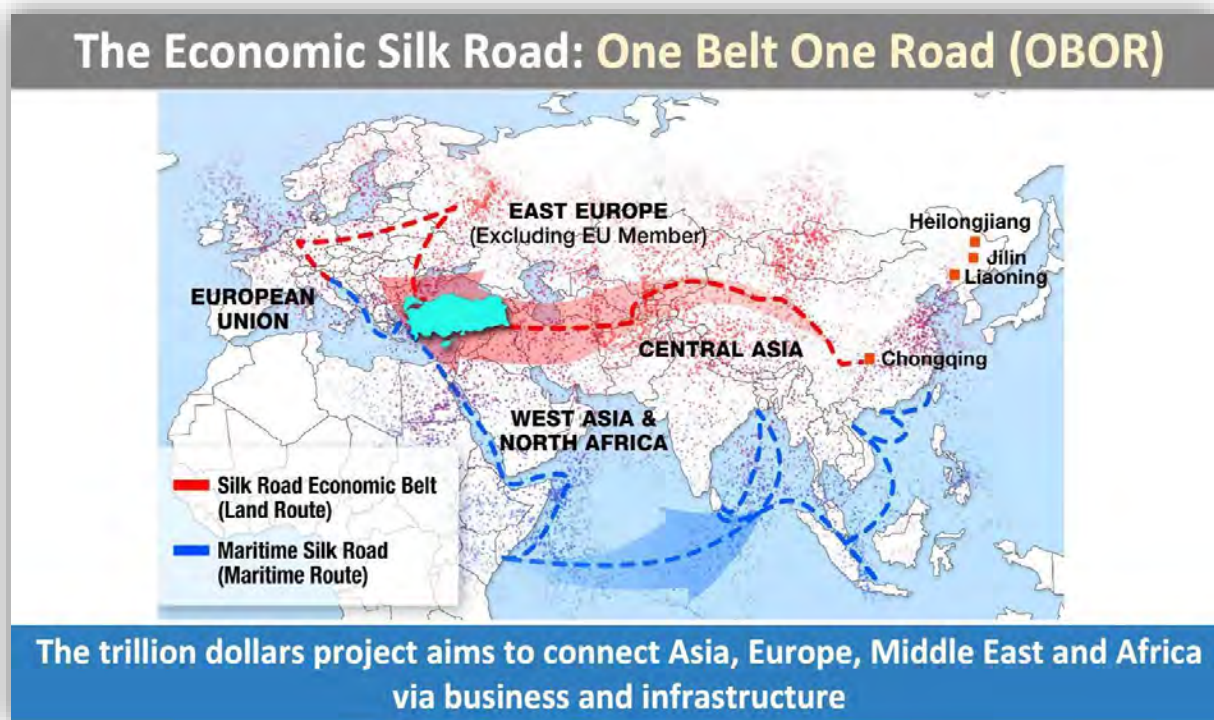 The Economic Silk Road: One Belt One Road (OBOR)
EAST EUROPE
(Excluding EU Member)
Heilongjiang
Jilin
Liaoning
EUROPEAN
UNION
CENTRAL ASIA
Chongqing
WEST ASIA &
NORTH AFRICA
Silk Road Economic Belt
(Land Route)
Maritime Silk Road
(Maritime Route)
The trillion dollars project aims to connect Asia, Europe, Middle East and Africa
via business and infrastructure